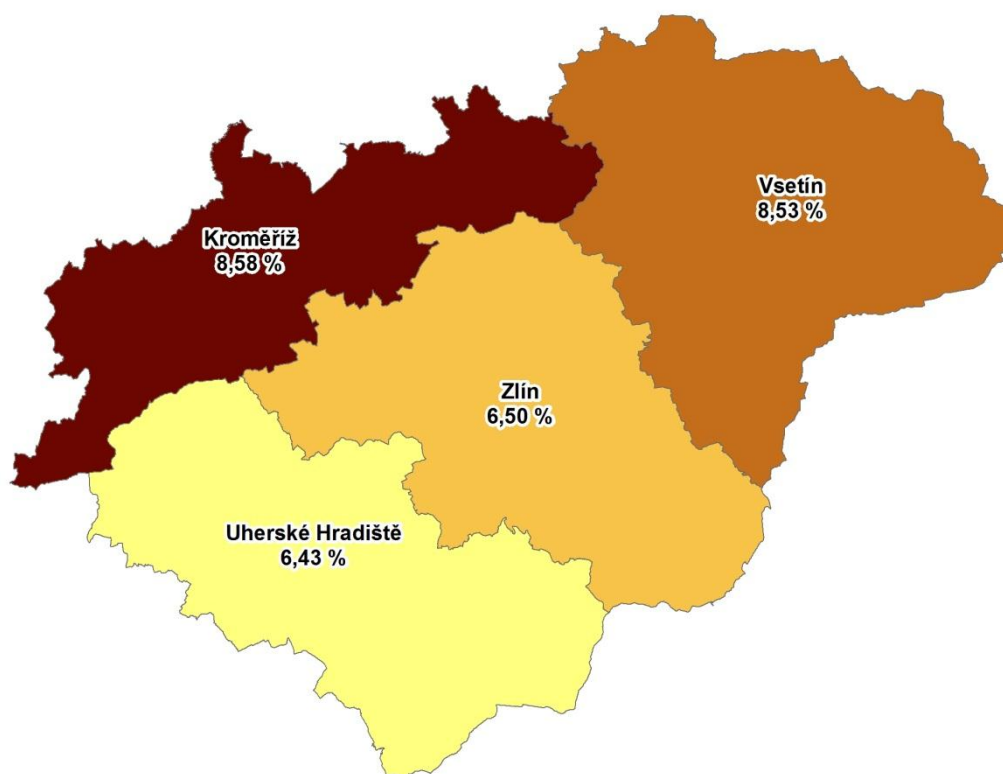 Vsetín
8,53 %
Kroměříž
8,58 %
Zlín
6,50 %
Uherské Hradiště
6,43 %